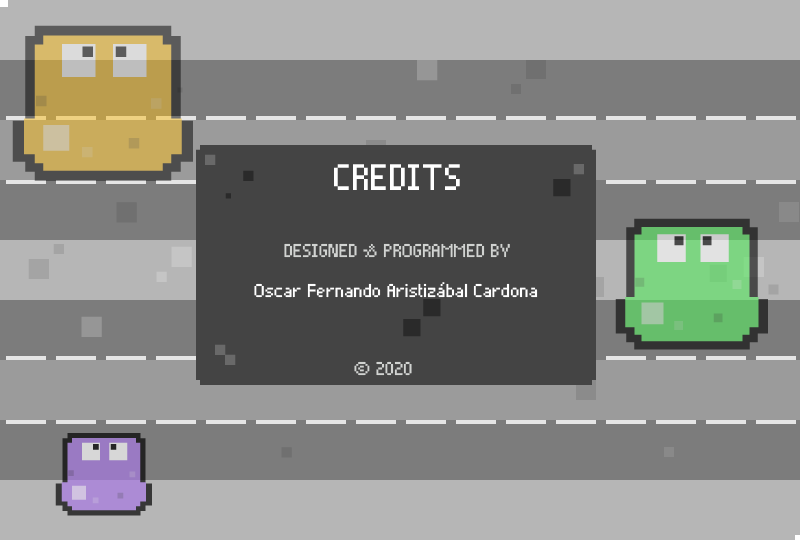 CREDITS
DESIGNED & PROGRAMMED BY
Oscar Fernando Aristizábal Cardona
© 2020